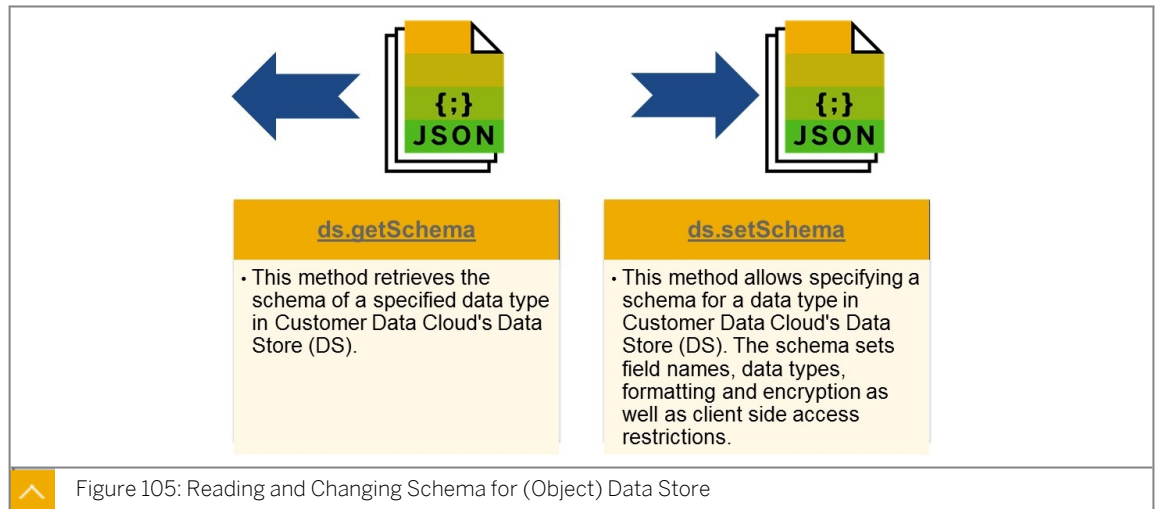 {;}
JSON
{;}
JSON
ds.getSchema
• This method retrieves the
schema of a specified data type
in Customer Data Cloud's Data
Store (DS).
ds.setSchema
• This method allows specifying a
schema for a data type in
Customer Data Cloud's Data
Store (DS). The schema sets
field names, data types,
formatting and encryption as
well as client side access
restrictions.
Figure 105: Reading and Changing Schema for (Object) Data Store